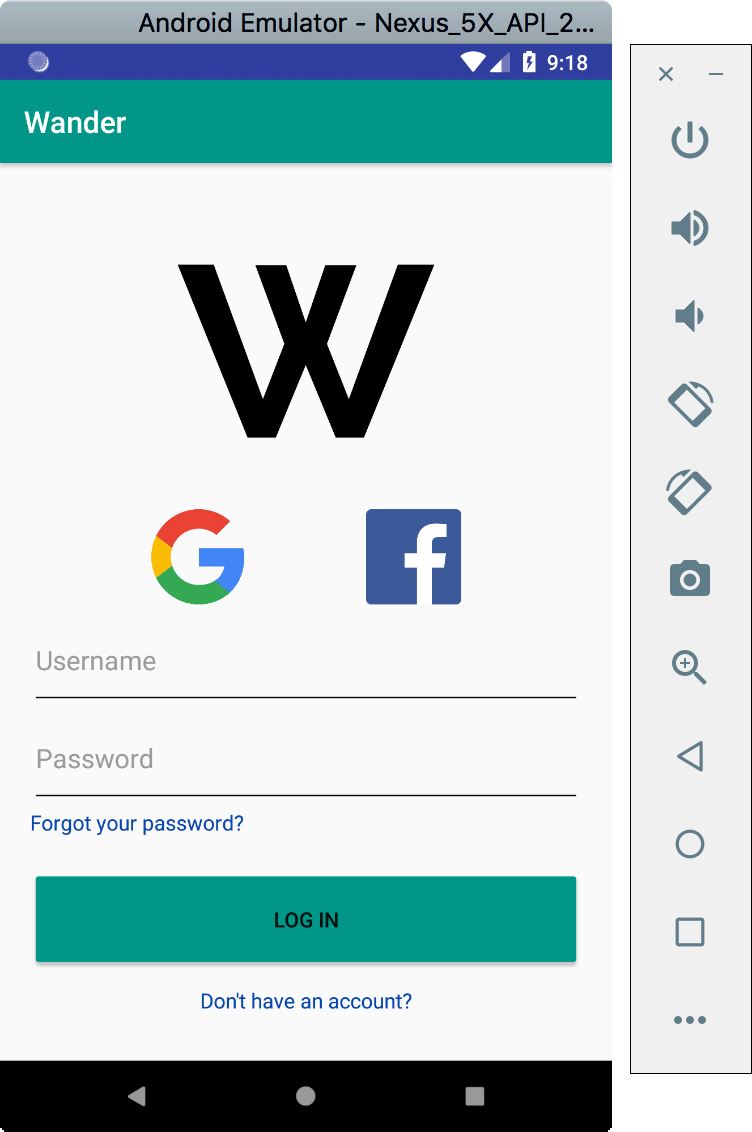 Android Emulator - Nexus_5X_API_2...
9:18
Wander
W
G f
Username
Password
Forgot your password?
LOG IN
Don't have an account?